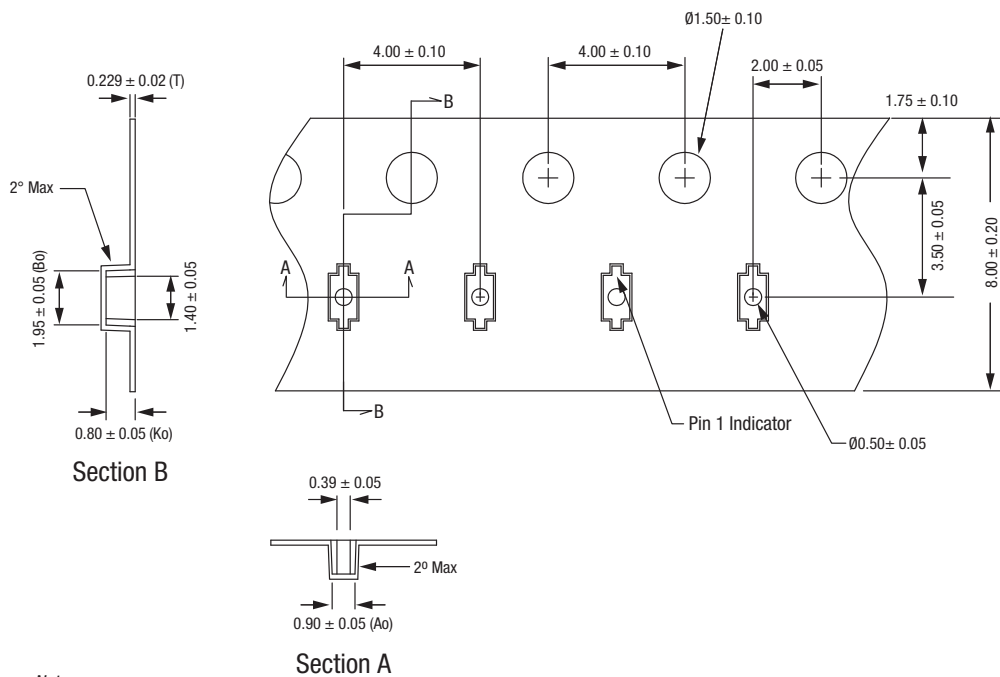 Ø1.50± 0.10
4.00 ± 0.10
4.00 ± 0.10
2.00 ± 0.05
0.229 ± 0.02 (T)
B
1.75 ± 0.10
2° Max
1.95 ± 0.05 (Bo)
1.40 ± 0.05
A
A
3.50 ± 0.05
8.00 ± 0.20
B
Pin 1 Indicator
Ø0.50± 0.05
0.80 ± 0.05 (Ko)
Section B
0.39 ± 0.05
2º Max
0.90 ± 0.05 (Ao)
Section A